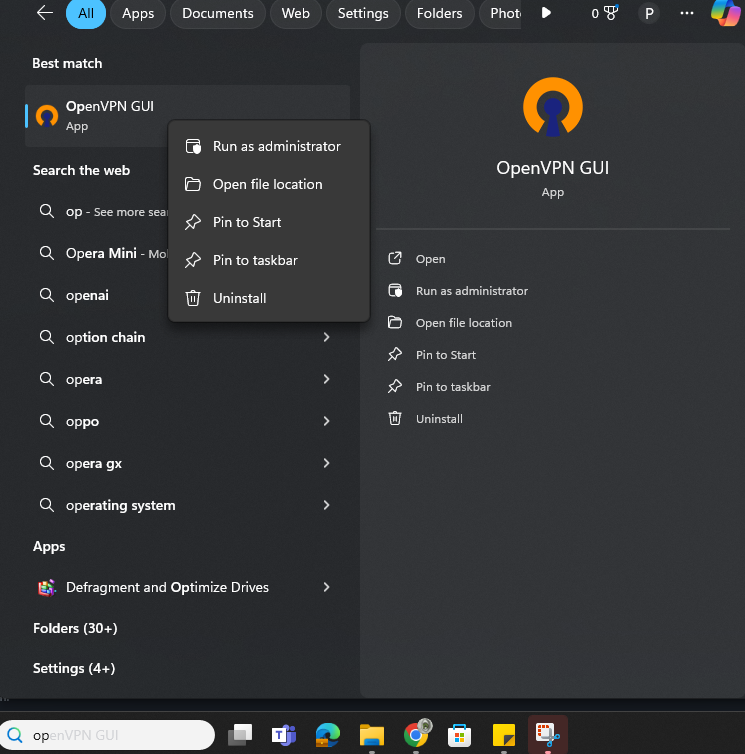 All
Apps
Documents
Web
Settings
Folders
Phot
0
P
Best match
OpenVPN GUI
App
Run as administrator
Open file location
Pin to Start
Pin to taskbar
Uninstall
Search the web
op - See more sea
Opera Mini - Mo
openai
option chain
opera
oppo
opera gx
operating system
Apps
Defragment and Optimize Drives
Folders (30+)
Settings (4+)
OpenVPN GUI
App
Open
Run as administrator
Open file location
Pin to Start
Pin to taskbar
Uninstall
openVPN GUI